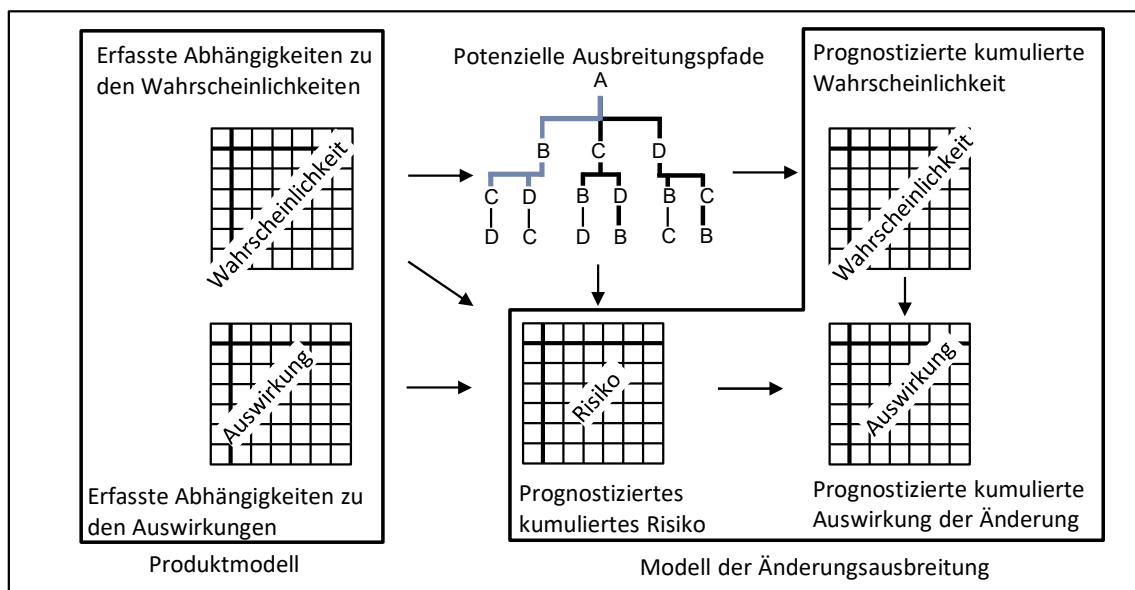 Erfasste Abhängigkeiten zu
den Wahrscheinlichkeiten
Wahrscheinlichkeit
Auswirkung
Erfasste Abhängigkeiten zu
den Auswirkungen
Produktmodell
Potenzielle Ausbreitungspfade
A
B C D
C D B D B C
D C D B C B
Prognostizierte kumulierte
Wahrscheinlichkeit
Wahrscheinlichkeit
Risiko
Prognostiziertes
kumuliertes Risiko
Auswirkung
Prognostizierte kumulierte
Auswirkung der Änderung
Modell der Änderungsausbreitung